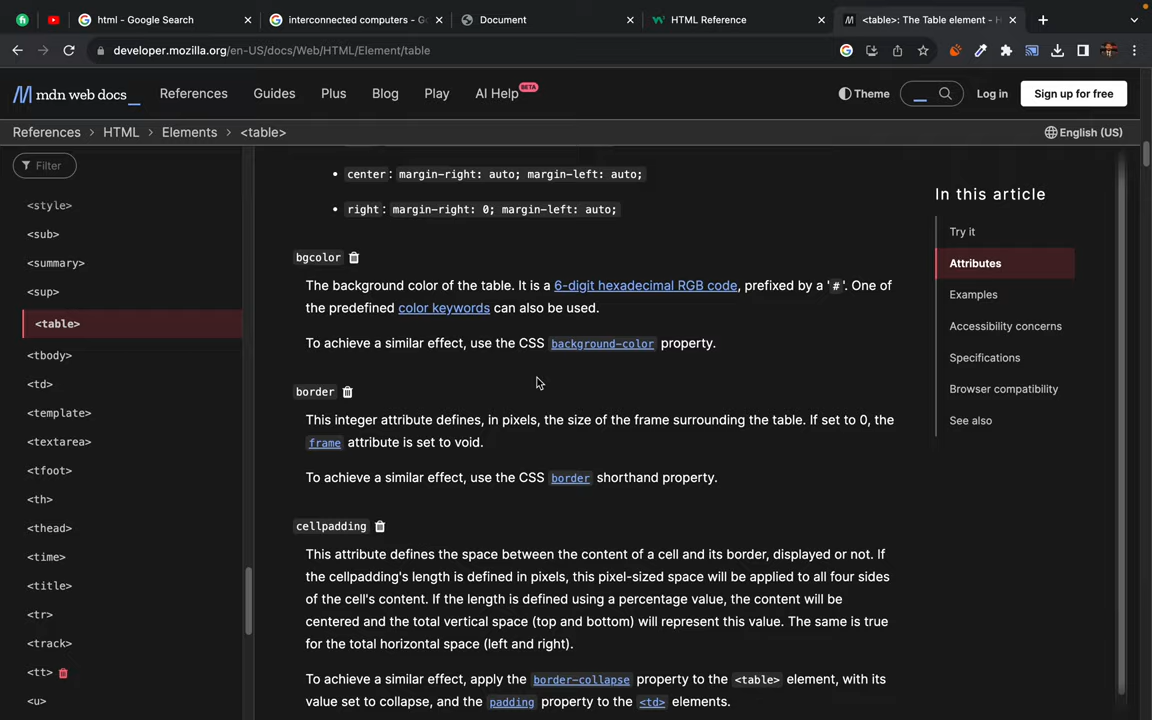 html - Google Search
interconnected computers - G
Document
HTML Reference
<table>: The Table element - H
developer.mozilla.org/en-US/docs/Web/HTML/Element/table
mdn web docs
References
Guides
Plus
Blog
Play
AI Help
BETA
Theme
Log in
Sign up for free
References > HTML > Elements > <table>
English (US)
Filter
<style>
<sub>
<summary>
<sup>
<table>
<tbody>
<td>
<template>
<textarea>
<tfoot>
<th>
<thead>
<time>
<title>
<tr>
<track>
<tt>
<u>
• center: margin-right: auto; margin-left: auto;
• right: margin-right: 0; margin-left: auto;
bgcolor
The background color of the table. It is a 6-digit hexadecimal RGB code, prefixed by a '#'. One of
the predefined color keywords can also be used.
To achieve a similar effect, use the CSS background-color property.
border
This integer attribute defines, in pixels, the size of the frame surrounding the table. If set to 0, the
frame attribute is set to void.
To achieve a similar effect, use the CSS border shorthand property.
cellpadding
This attribute defines the space between the content of a cell and its border, displayed or not. If
the cellpadding's length is defined in pixels, this pixel-sized space will be applied to all four sides
of the cell's content. If the length is defined using a percentage value, the content will be
centered and the total vertical space (top and bottom) will represent this value. The same is true
for the total horizontal space (left and right).
To achieve a similar effect, apply the border-collapse property to the <table> element, with its
value set to collapse, and the padding property to the <td> elements.
In this article
Try it
Attributes
Examples
Accessibility concerns
Specifications
Browser compatibility
See also